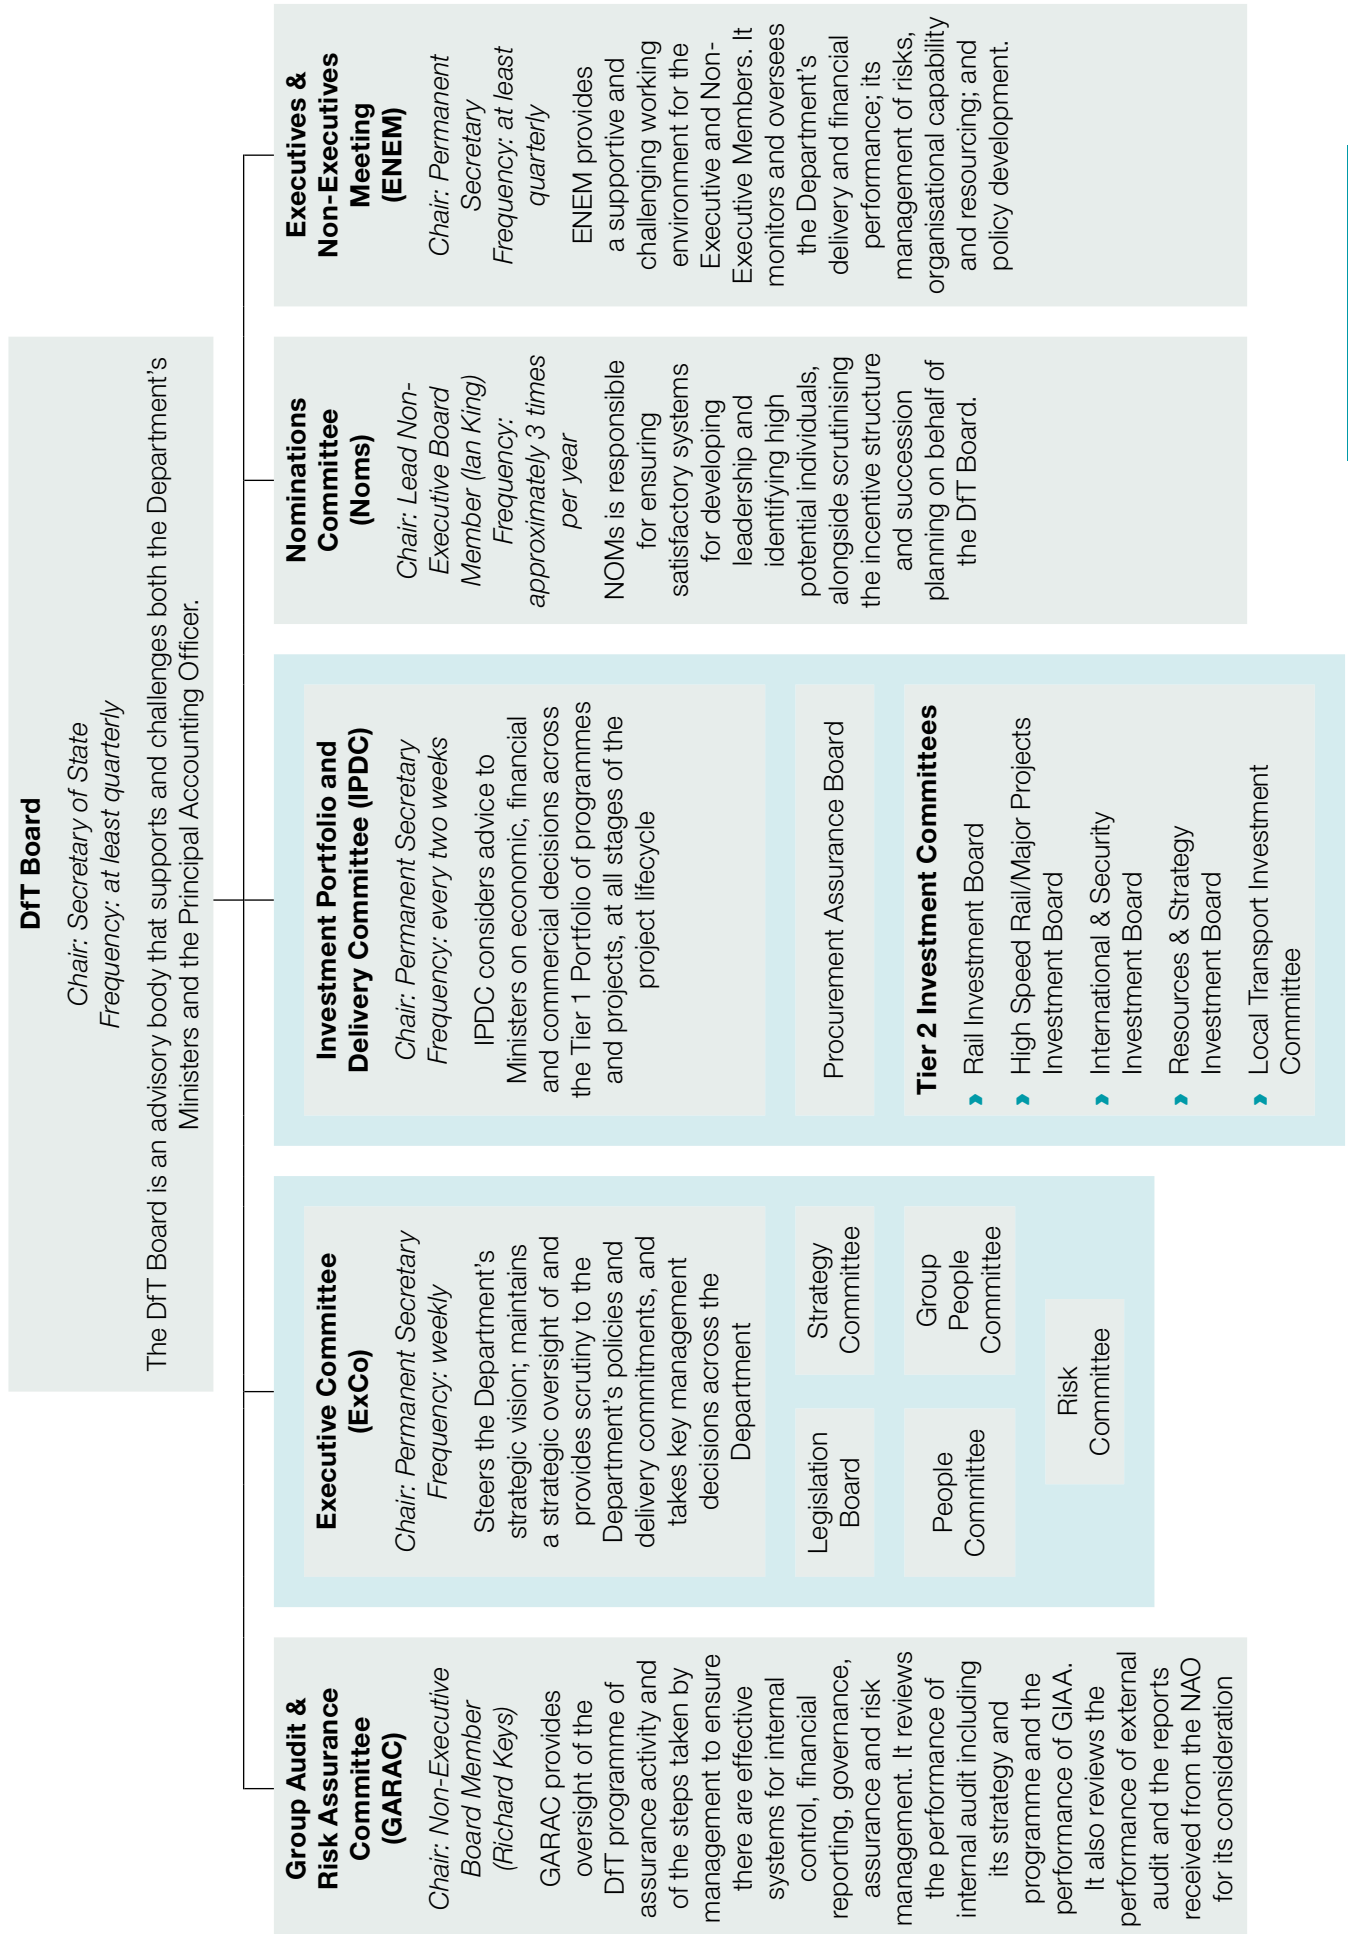 DfT Board
Chair: Secretary of State
Frequency: at least quarterly
The DfT Board is an advisory body that supports and challenges both the Department’s
Ministers and the Principal Accounting Officer.
Group Audit &
Risk Assurance
Committee
(GARAC)
Chair: Non-Executive
Board Member
(Richard Keys)
GARAC provides
oversight of the
DfT programme of
assurance activity and
of the steps taken by
management to ensure
there are effective
systems for internal
control, financial
reporting, governance,
assurance and risk
management. It reviews
the performance of
internal audit including
its strategy and
programme and the
performance of GIAA.
It also reviews the
performance of external
audit and the reports
received from the NAO
for its consideration
Executive Committee
(ExCo)
Chair: Permanent Secretary
Frequency: weekly
Steers the Department’s
strategic vision; maintains
a strategic oversight of and
provides scrutiny to the
Department’s policies and
delivery commitments, and
takes key management
decisions across the
Department
Legislation
Board
Strategy
Committee
People
Committee
Group
People
Committee
Risk
Committee
Investment Portfolio and
Delivery Committee (IPDC)
Chair: Permanent Secretary
Frequency: every two weeks
IPDC considers advice to
Ministers on economic, financial
and commercial decisions across
the Tier 1 Portfolio of programmes
and projects, at all stages of the
project lifecycle
Procurement Assurance Board
Tier 2 Investment Committees
» Rail Investment Board
» High Speed Rail/Major Projects
Investment Board
» International & Security
Investment Board
» Resources & Strategy
Investment Board
» Local Transport Investment
Committee
Nominations
Committee
(Noms)
Chair: Lead Non-
Executive Board
Member (Ian King)
Frequency:
approximately 3 times
per year
NOMs is responsible
for ensuring
satisfactory systems
for developing
leadership and
identifying high
potential individuals,
alongside scrutinising
the incentive structure
and succession
planning on behalf of
the DfT Board.
Executives &
Non-Executives
Meeting
(ENEM)
Chair: Permanent
Secretary
Frequency: at least
quarterly
ENEM provides
a supportive and
challenging working
environment for the
Executive and Non-
Executive Members. It
monitors and oversees
the Department’s
delivery and financial
performance; its
management of risks,
organisational capability
and resourcing; and
policy development.